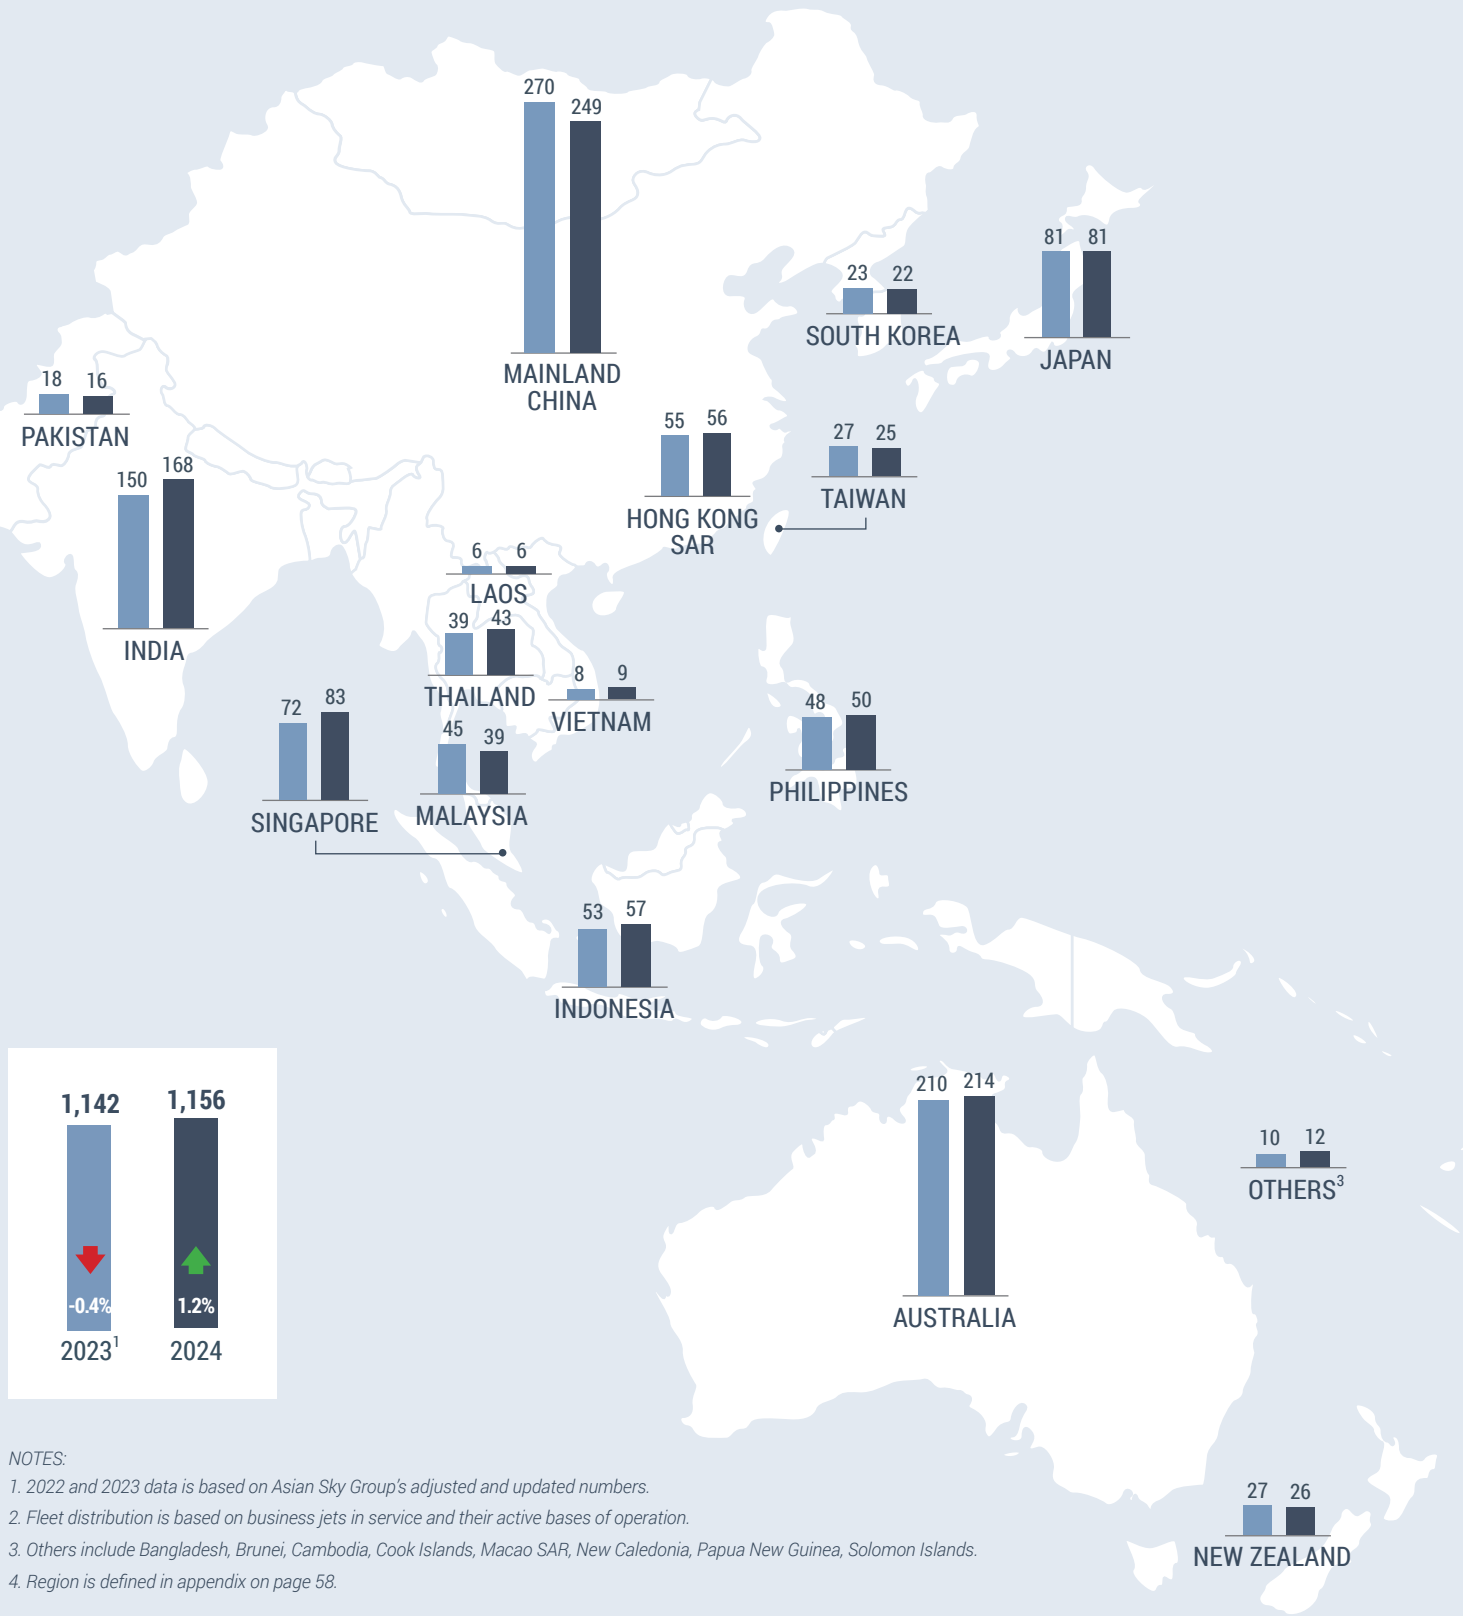 270
249
MAINLAND
CHINA
23 22
SOUTH KOREA
81 81
JAPAN
18 16
PAKISTAN
150
168
INDIA
55 56
HONG KONG
SAR
27 25
TAIWAN
6 6
LAOS
39 43
THAILAND
8 9
VIETNAM
72 83
SINGAPORE
45 39
MALAYSIA
48 50
PHILIPPINES
53 57
INDONESIA
210 214
AUSTRALIA
10 12
OTHERS³
27 26
NEW ZEALAND
1,142 1,156
-0.4% 1.2%
2023¹ 2024
NOTES:
1. 2022 and 2023 data is based on Asian Sky Group's adjusted and updated numbers.
2. Fleet distribution is based on business jets in service and their active bases of operation.
3. Others include Bangladesh, Brunei, Cambodia, Cook Islands, Macao SAR, New Caledonia, Papua New Guinea, Solomon Islands.
4. Region is defined in appendix on page 58.